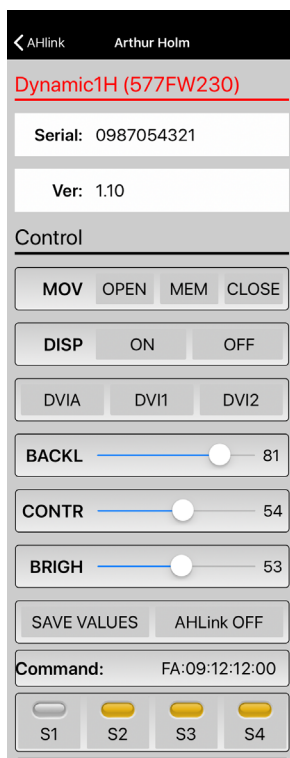 AHlink Arthur Holm
Dynamic1H (577FW230)
Serial: 0987054321
Ver: 1.10
Control
MOV OPEN MEM CLOSE
DISP ON OFF
DVIA DVI1 DVI2
BACKL 81
CONTR 54
BRIGH 53
SAVE VALUES AHLink OFF
Command: FA:09:12:12:00
S1 S2 S3 S4